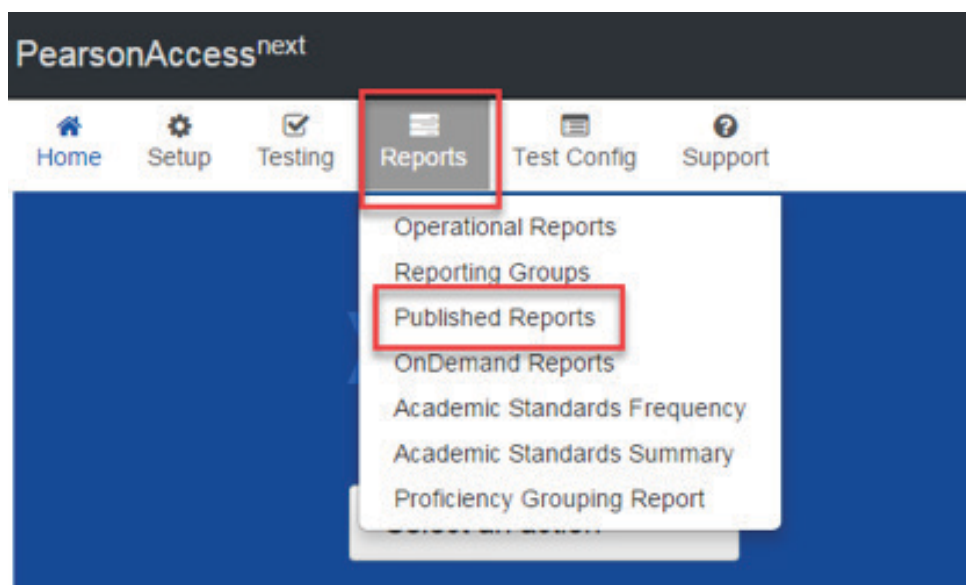 PearsonAccessnext
Home Setup Testing Reports Test Config Support
Operational Reports
Reporting Groups
Published Reports
OnDemand Reports
Academic Standards Frequency
Academic Standards Summary
Proficiency Grouping Report